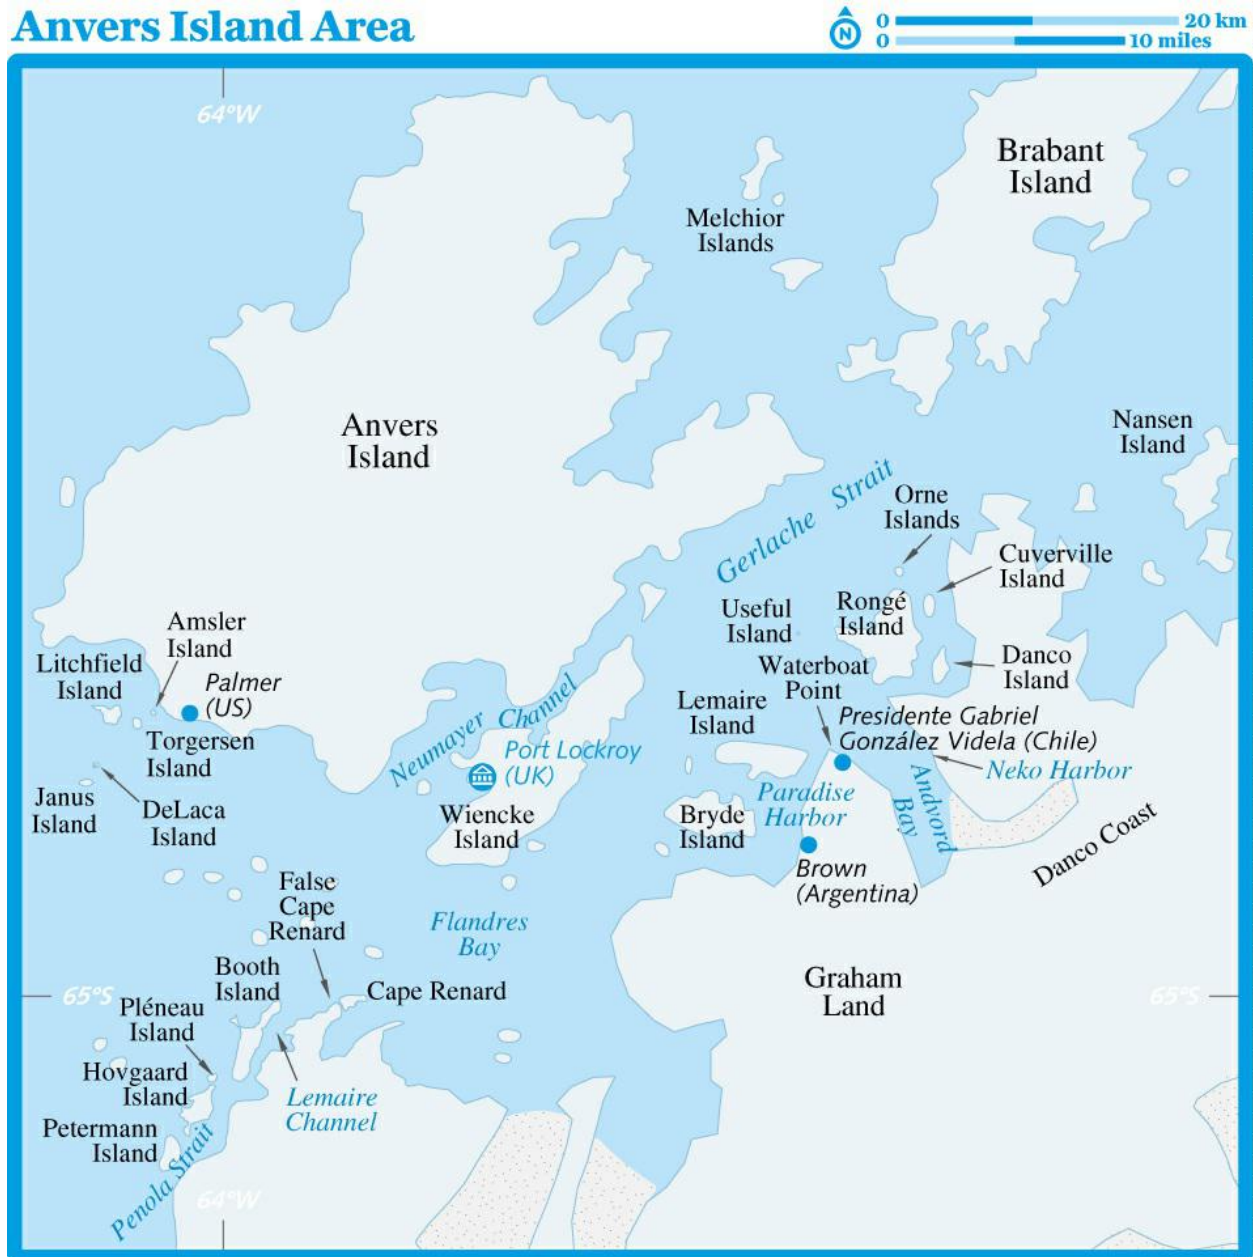 Anvers Island Area
N
0 20 km
0 10 miles
64°W
Brabant
Island
Melchior
Islands
Anvers
Island
Nansen
Island
Gerlache Strait
Orne
Islands
Cuverville
Island
Useful
Island
Rongé
Island
Amsler
Island
Litchfield
Island
Palmer
(US)
Waterboat
Point
Danco
Island
Lemaire
Island
Neumayer Channel
Presidente Gabriel
González Videla (Chile)
Torgersen
Island
Port Lockroy
(UK)
Neko Harbor
Janus
Island
DeLaca
Island
Wiencke
Island
Paradise
Harbor
Bryde
Island
Andvord
Bay
Danco Coast
Brown
(Argentina)
False
Cape
Renard
Flandres
Bay
Booth
Island
Cape Renard
Graham
Land
65°S
65°S
Pléneau
Island
Hovgaard
Island
Lemaire
Channel
Petermann
Island
Penola Strait
64°W